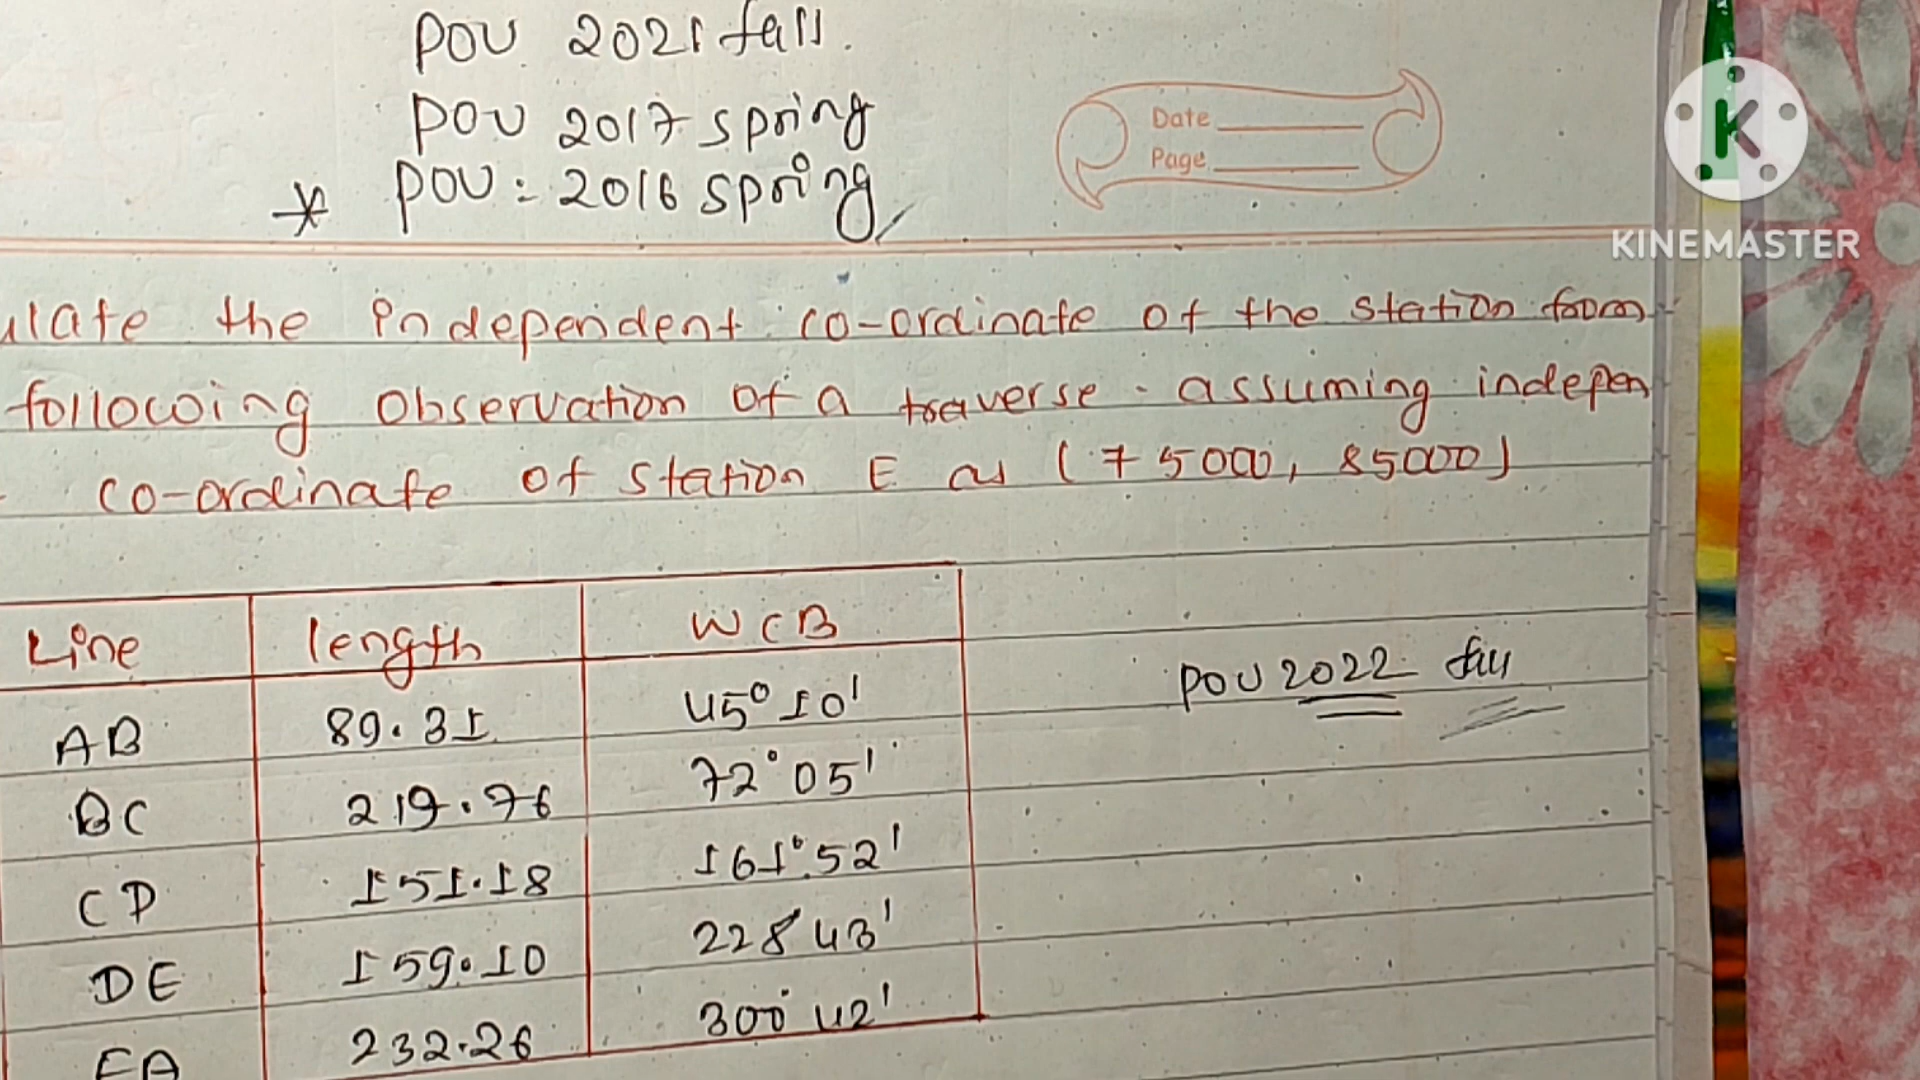 POU 2021 fall.
POU 2017 spring
* POU : 2016 spring
Date
Page
KINEMASTER
ulate the independent co-ordinate of the station from
following observation of a traverse. assuming indepen
co-ordinate of station E as (75000, 85000)
Line length WCB
AB 89.31 45° 10'
BC 219.76 72° 05'
CD 151.18 161° 52'
DE 159.10 228 43'
EA 232.26 300° 42'
POU 2022 fall